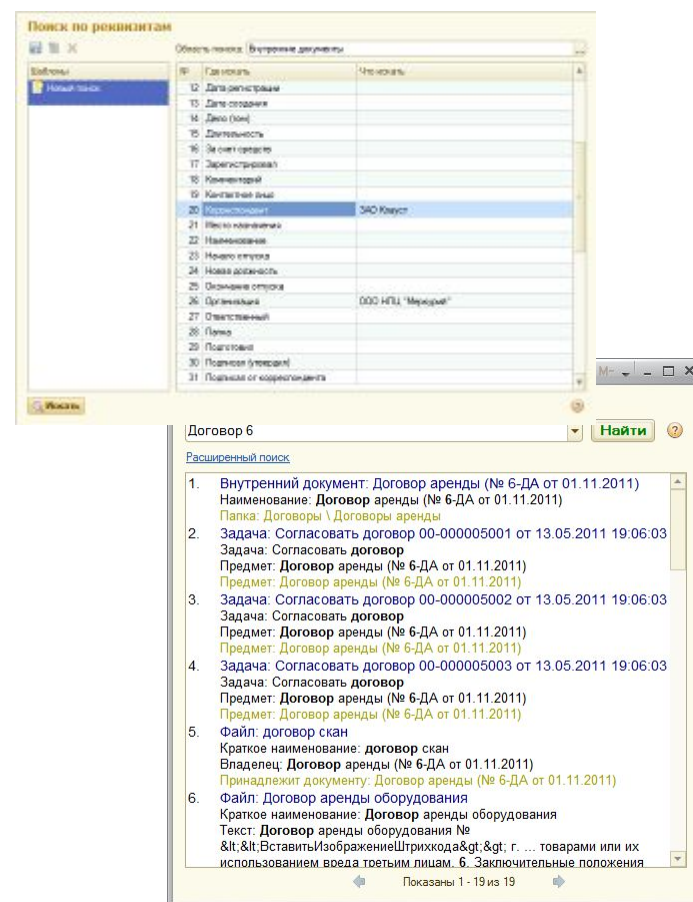 Поиск по реквизитам
Область поиска: Внутренние документы ...
Шаблоны
№ Где искать Что искать
Новый поиск
12 Дата регистрации
13 Дата создания
14 Дело (том)
15 Длительность
16 За счет средств
17 Зарегистрировал
18 Комментарий
19 Контактное лицо
20 Корреспондент ЗАО
21 Место назначения
22 Наименование
23 Начало отпуска
24 Новая должность
25 Окончание отпуска
26 Организация ООО НПЦ "Меркурий"
27 Ответственный
28 Папка
29 Подготовил
30 Подписал (утвердил)
31 Подписал от корреспондента
Искать
M-
Договор 6
Найти
Расширенный поиск
1. Внутренний документ: Договор аренды (№ 6-ДА от 01.11.2011)
Наименование: Договор аренды (№ 6-ДА от 01.11.2011)
Папка: Договоры \ Договоры аренды
2. Задача: Согласовать договор 00-000005001 от 13.05.2011 19:06:03
Задача: Согласовать договор
Предмет: Договор аренды (№ 6-ДА от 01.11.2011)
Предмет: Договор аренды (№ 6-ДА от 01.11.2011)
3. Задача: Согласовать договор 00-000005002 от 13.05.2011 19:06:03
Задача: Согласовать договор
Предмет: Договор аренды (№ 6-ДА от 01.11.2011)
Предмет: Договор аренды (№ 6-ДА от 01.11.2011)
4. Задача: Согласовать договор 00-000005003 от 13.05.2011 19:06:03
Задача: Согласовать договор
Предмет: Договор аренды (№ 6-ДА от 01.11.2011)
Предмет: Договор аренды (№ 6-ДА от 01.11.2011)
5. Файл: договор скан
Краткое наименование: договор скан
Владелец: Договор аренды (№ 6-ДА от 01.11.2011)
Принадлежит документу: Договор аренды (№ 6-ДА от 01.11.2011)
6. Файл: Договор аренды оборудования
Краткое наименование: Договор аренды оборудования
Текст: Договор аренды оборудования №
&lt;&lt;ВставитьИзображениеШтрихкода&gt;&gt; г. ... товарами или их
использованием вреда третьим лицам. 6. Заключительные положения
Показаны 1 - 19 из 19